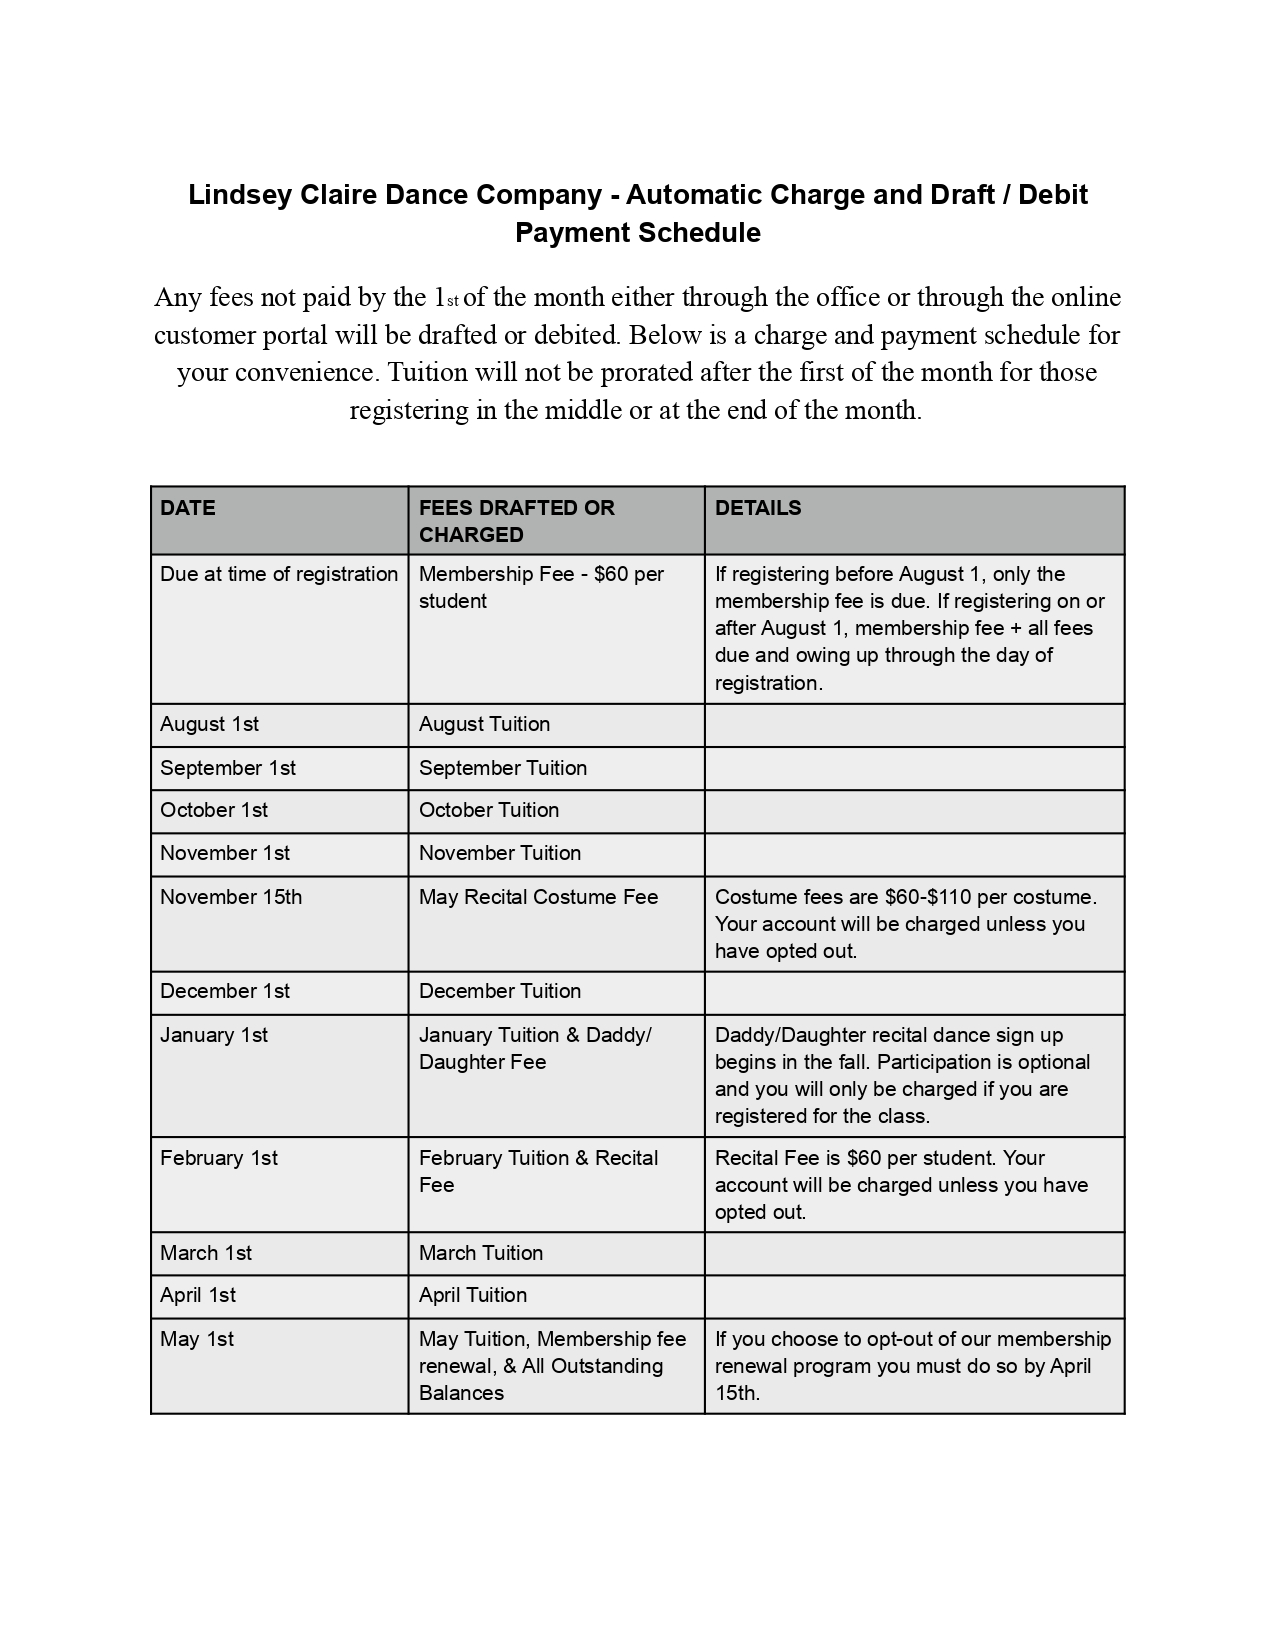 Lindsey Claire Dance Company - Automatic Charge and Draft / Debit
Payment Schedule
Any fees not paid by the 1st of the month either through the office or through the online
customer portal will be drafted or debited. Below is a charge and payment schedule for
your convenience. Tuition will not be prorated after the first of the month for those
registering in the middle or at the end of the month.
DATE
FEES DRAFTED OR
CHARGED
DETAILS
Due at time of registration
Membership Fee - $60 per
student
If registering before August 1, only the
membership fee is due. If registering on or
after August 1, membership fee + all fees
due and owing up through the day of
registration.
August 1st
August Tuition
September 1st
September Tuition
October 1st
October Tuition
November 1st
November Tuition
November 15th
May Recital Costume Fee
Costume fees are $60-$110 per costume.
Your account will be charged unless you
have opted out.
December 1st
December Tuition
January 1st
January Tuition & Daddy/
Daughter Fee
Daddy/Daughter recital dance sign up
begins in the fall. Participation is optional
and you will only be charged if you are
registered for the class.
February 1st
February Tuition & Recital
Fee
Recital Fee is $60 per student. Your
account will be charged unless you have
opted out.
March 1st
March Tuition
April 1st
April Tuition
May 1st
May Tuition, Membership fee
renewal, & All Outstanding
Balances
If you choose to opt-out of our membership
renewal program you must do so by April
15th.